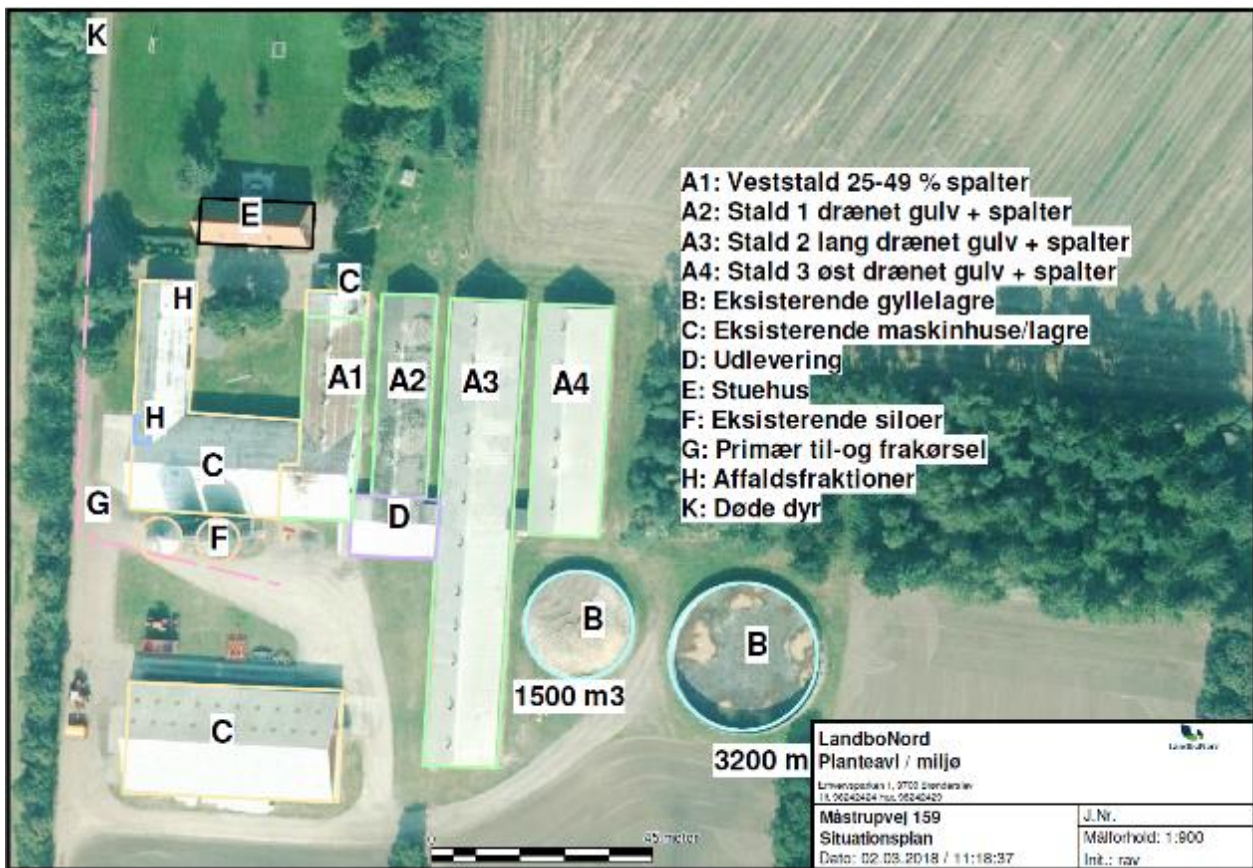 K
E
H
C
A1
A2
A3
A4
H
C
G
F
D
B
B
1500 m3
C
3200 m
A1: Veststald 25-49 % spalter
A2: Stald 1 drænet gulv + spalter
A3: Stald 2 lang drænet gulv + spalter
A4: Stald 3 øst drænet gulv + spalter
B: Eksisterende gyllelagre
C: Eksisterende maskinhuse/lagre
D: Udlevering
E: Stuehus
F: Eksisterende siloer
G: Primær til-og frakørsel
H: Affaldsfraktioner
K: Døde dyr
0
45 meter
LandboNord
Planteavl / miljø
LandboNord
Måstrupvej 159
Situationsplan
Dato: 02.03.2018 / 11:18:37
J.Nr.
Målforhold: 1:900
Init.: rav